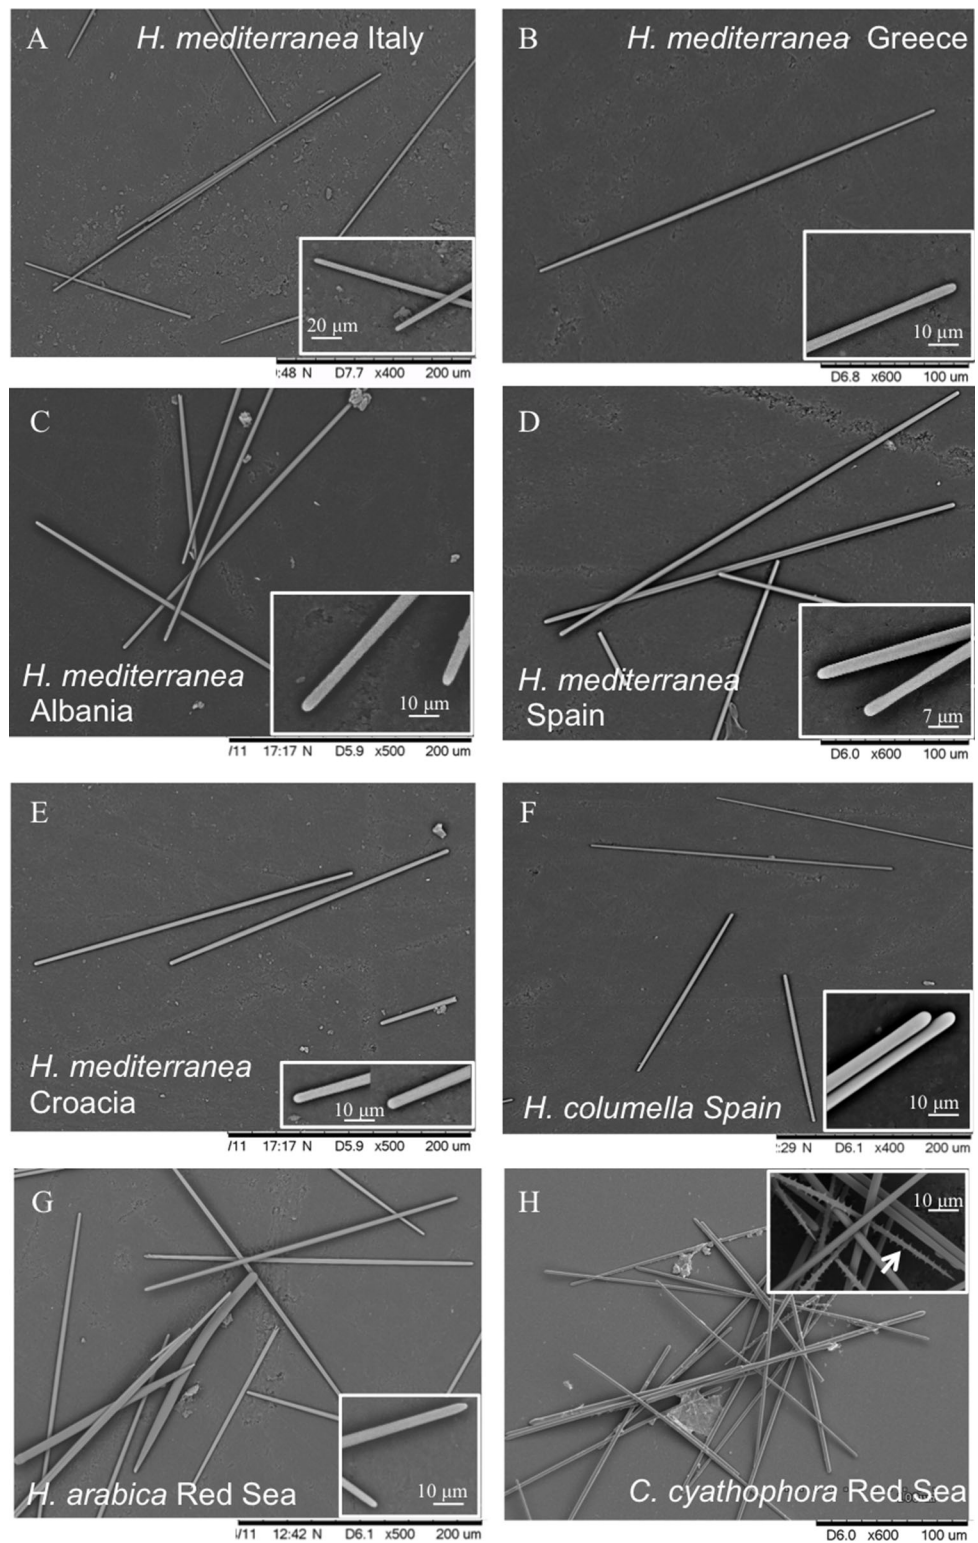 A H. mediterranea Italy
20 μm
:48 N D7.7 x400 200 um
B H. mediterranea Greece
10 μm
D6.8 x600 100 um
C
H. mediterranea
Albania
10 μm
/11 17:17 N D5.9 x500 200 um
D
H. mediterranea
Spain
7 μm
D6.0 x600 100 um
E
H. mediterranea
Croacia
10 μm
/11 17:17 N D5.9 x500 200 um
F
H. columella Spain
10 μm
:29 N D6.1 x400 200 um
G
H. arabica Red Sea
10 μm
/11 12:42 N D6.1 x500 200 um
H
10 μm
C. cyathophora Red Sea
D6.0 x600 100 um